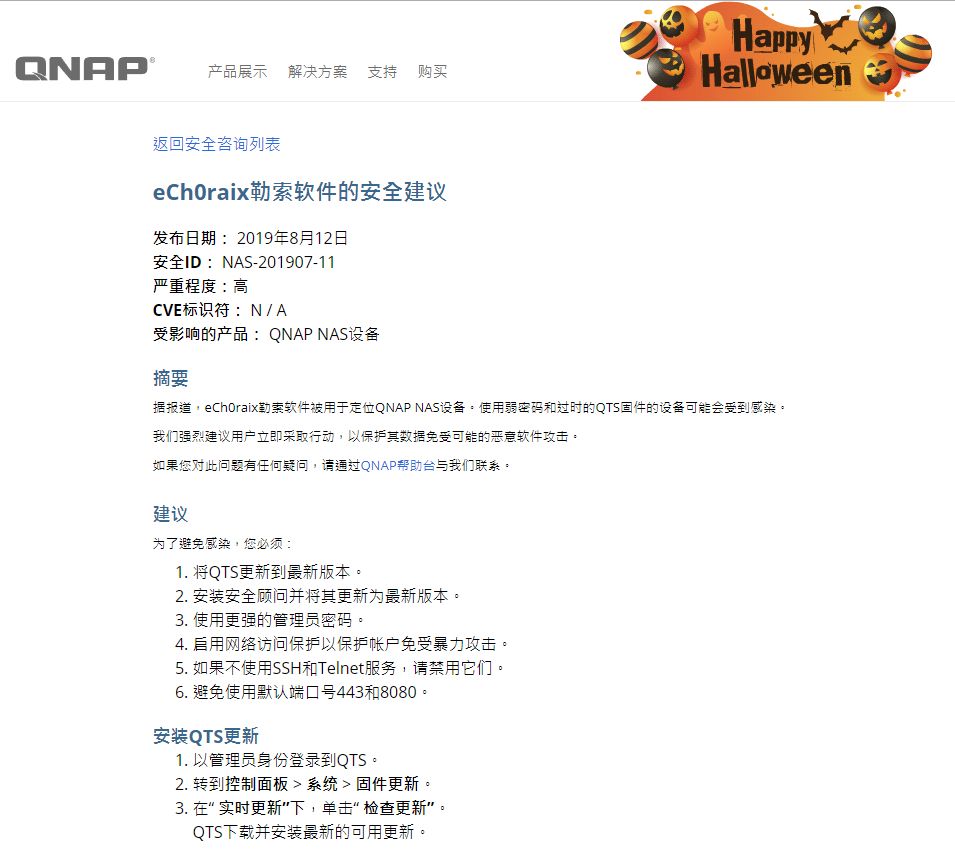 QNAP®
产品展示 解决方案 支持 购买
Happy
Halloween
返回安全咨询列表
eCh0raix勒索软件的安全建议
发布日期： 2019年8月12日
安全ID： NAS-201907-11
严重程度：高
CVE标识符： N / A
受影响的产品： QNAP NAS设备
摘要
据报道，eCh0raix勒索软件被用于定位QNAP NAS设备。使用弱密码和过时的QTS固件的设备可能会受到感染。
我们强烈建议用户立即采取行动，以保护其数据免受可能的恶意软件攻击。
如果您对此问题有任何疑问，请通过QNAP帮助台与我们联系。
建议
为了避免感染，您必须：
1. 将QTS更新到最新版本。
2. 安装安全顾问并将其更新为最新版本。
3. 使用更强的管理员密码。
4. 启用网络访问保护以保护帐户免受暴力攻击。
5. 如果不使用SSH和Telnet服务，请禁用它们。
6. 避免使用默认端口号443和8080。
安装QTS更新
1. 以管理员身份登录到QTS。
2. 转到控制面板 > 系统 > 固件更新。
3. 在“ 实时更新”下，单击“ 检查更新”。
QTS下载并安装最新的可用更新。